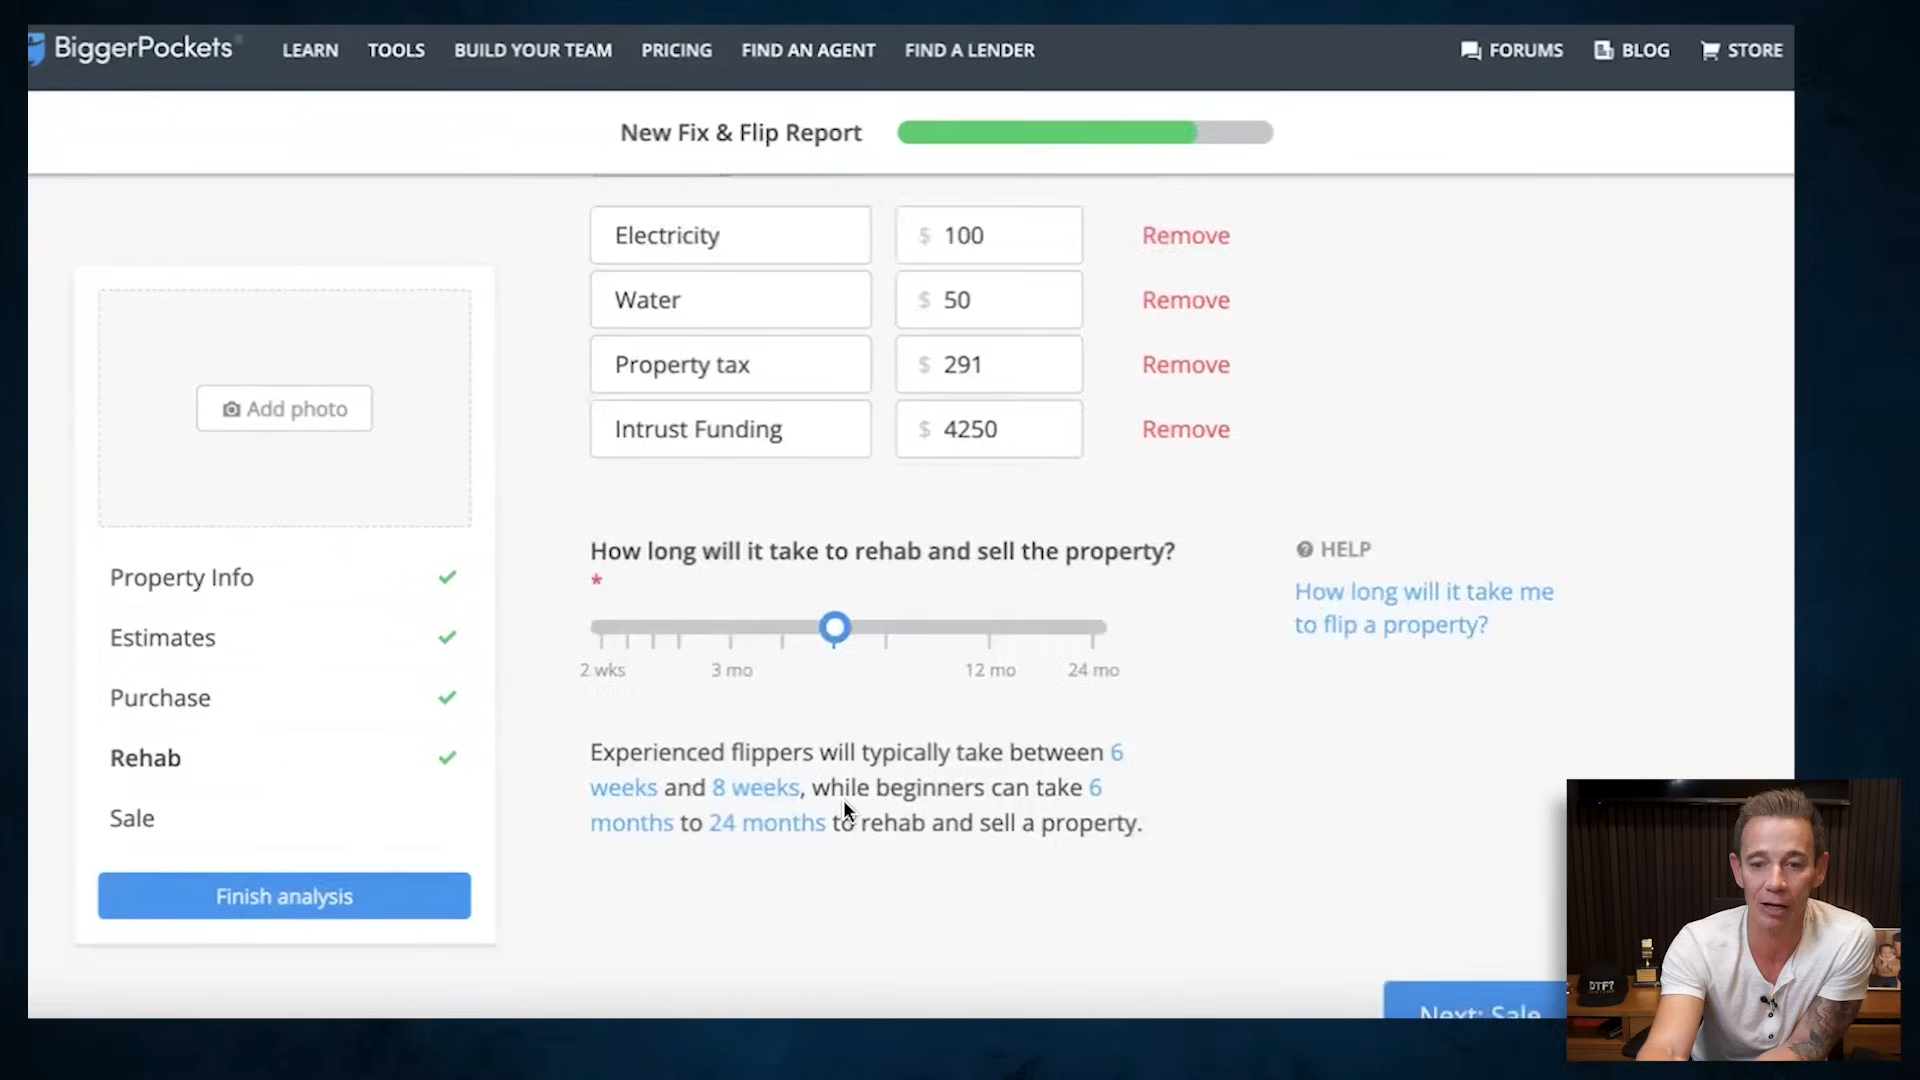 BiggerPockets LEARN TOOLS BUILD YOUR TEAM PRICING FIND AN AGENT FIND A LENDER FORUMS BLOG STORE
New Fix & Flip Report
Electricity $ 100 Remove
Water $ 50 Remove
Property tax $ 291 Remove
Intrust Funding $ 4250 Remove
Add photo
Property Info
Estimates
Purchase
Rehab
Sale
Finish analysis
How long will it take to rehab and sell the property?
*
2 wks 3 mo 12 mo 24 mo
Experienced flippers will typically take between 6
weeks and 8 weeks, while beginners can take 6
months to 24 months to rehab and sell a property.
HELP
How long will it take me
to flip a property?
Next: Sale
DTF?